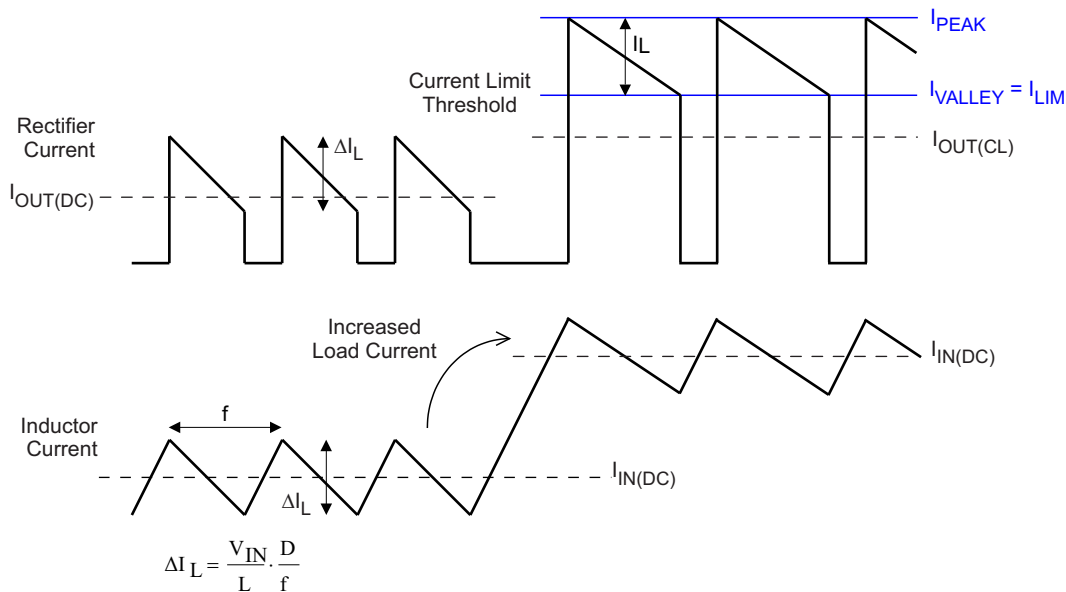 IPEAK
IL
Current Limit
Threshold
IVALLEY = ILIM
Rectifier
Current
ΔIL
IOUT(CL)
IOUT(DC)
Increased
Load Current
IIN(DC)
f
Inductor
Current
IIN(DC)
ΔIL
ΔIL = VIN/L · D/f